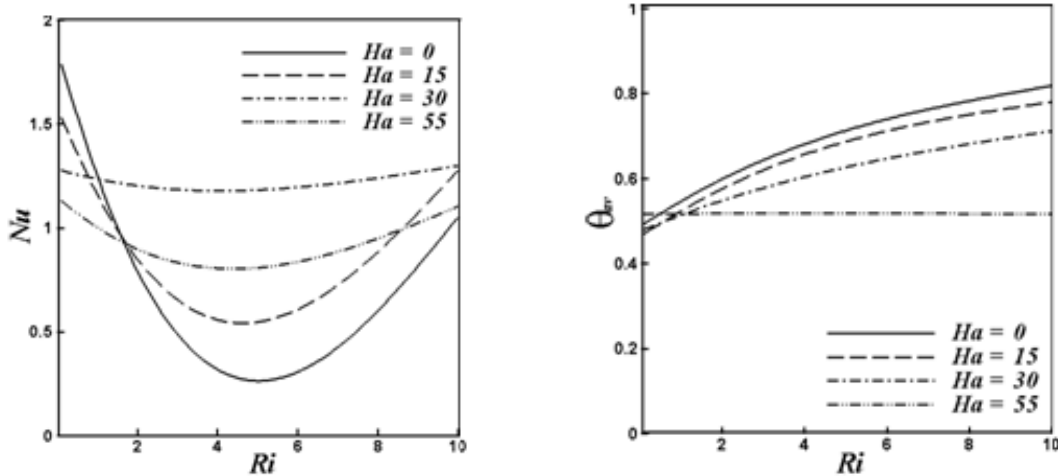 2
1.5
1
0.5
0
Nu
Ha = 0
Ha = 15
Ha = 30
Ha = 55
2 4 6 8 10
Ri
1
0.8
0.6
0.4
0.2
0
Θav
Ha = 0
Ha = 15
Ha = 30
Ha = 55
2 4 6 8 10
Ri